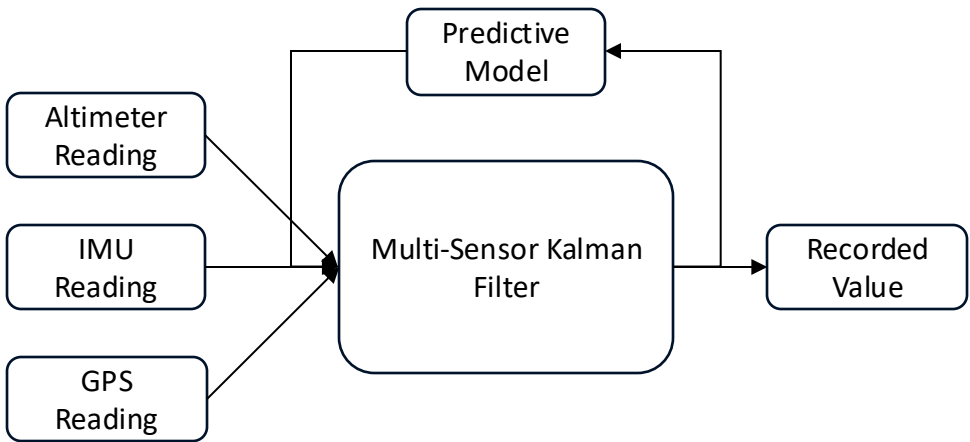 Predictive
Model
Altimeter
Reading
IMU
Reading
GPS
Reading
Multi-Sensor Kalman
Filter
Recorded
Value